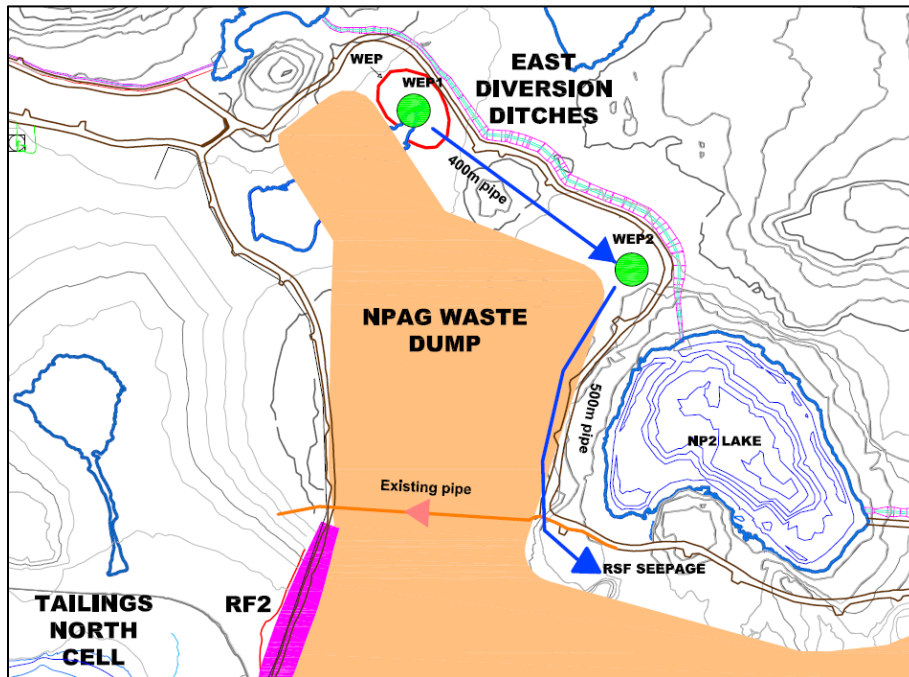 WEP
WEP1
EAST
DIVERSION
DITCHES
400m pipe
WEP2
NPAG WASTE
DUMP
500m pipe
NP2 LAKE
Existing pipe
RSF SEEPAGE
TAILINGS
NORTH
CELL
RF2